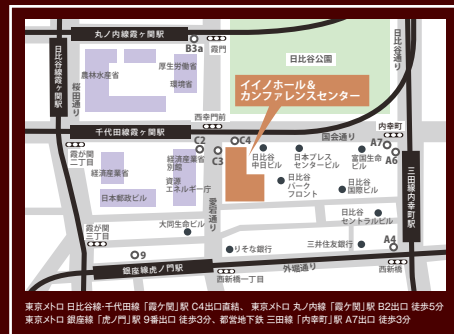 丸ノ内線霞ヶ関駅
B3a
霞門
日比谷公園
日比谷通り
日比谷線霞ヶ関駅
厚生労働省
農林水産省
環境省
桜田通り
イイノホール&
カンファレンスセンター
西幸門前
千代田線霞ヶ関駅
国会通り
内幸町
霞が関
二丁目
C2
C3
C4
A7
A6
経済産業省
経済産業省
別館
資源
エネルギー庁
日本郵政ビル
日比谷
中日ビル
日本プレス
センタービル
富国生命
ビル
日比谷
パーク
フロント
日比谷
国際ビル
三田線内幸町駅
愛宕通り
大同生命ビル
日比谷
セントラルビル
霞が関
三丁目
9
りそな銀行
三井住友銀行
A4
銀座線虎ノ門駅
外堀通り
西新橋一丁目
西新橋
東京メトロ 日比谷線・千代田線 「霞ケ関」駅 C4出口直結、 東京メトロ 丸ノ内線 「霞ケ関」駅 B2出口 徒歩5分
東京メトロ 銀座線 「虎ノ門」駅 9番出口 徒歩3分、都営地下鉄 三田線 「内幸町」駅 A7出口 徒歩3分